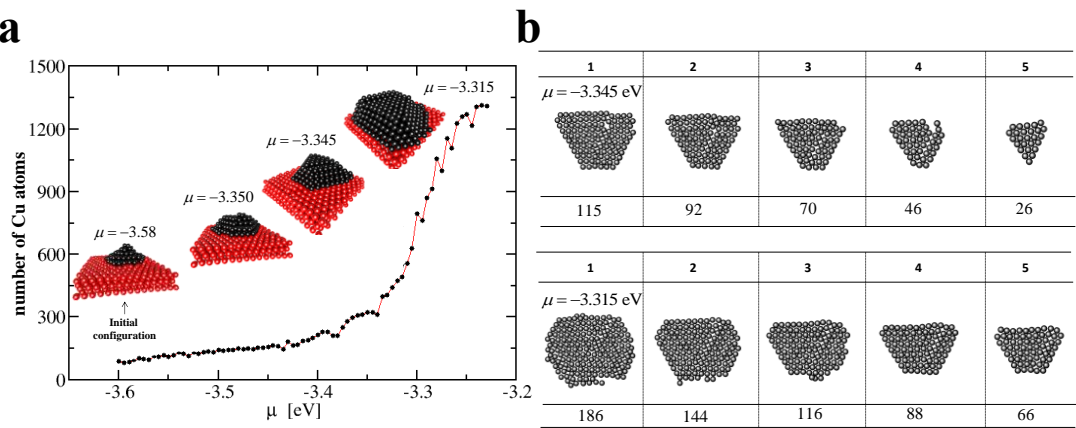 a
1500
1200
900
600
300
0
number of Cu atoms
μ = −3.315
μ = −3.345
μ = −3.350
μ = −3.58
Initial
configuration
−3.6 −3.5 −3.4 −3.3 −3.2
μ [eV]
b
1 2 3 4 5
μ = −3.345 eV
115 92 70 46 26
1 2 3 4 5
μ = −3.315 eV
186 144 116 88 66